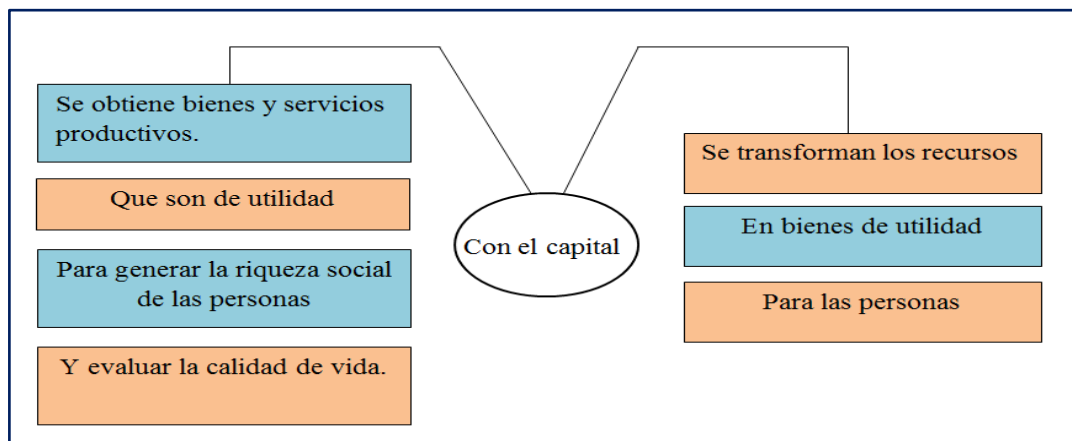 Se obtiene bienes y servicios
productivos.
Que son de utilidad
Para generar la riqueza social
de las personas
Y evaluar la calidad de vida.
Con el capital
Se transforman los recursos
En bienes de utilidad
Para las personas